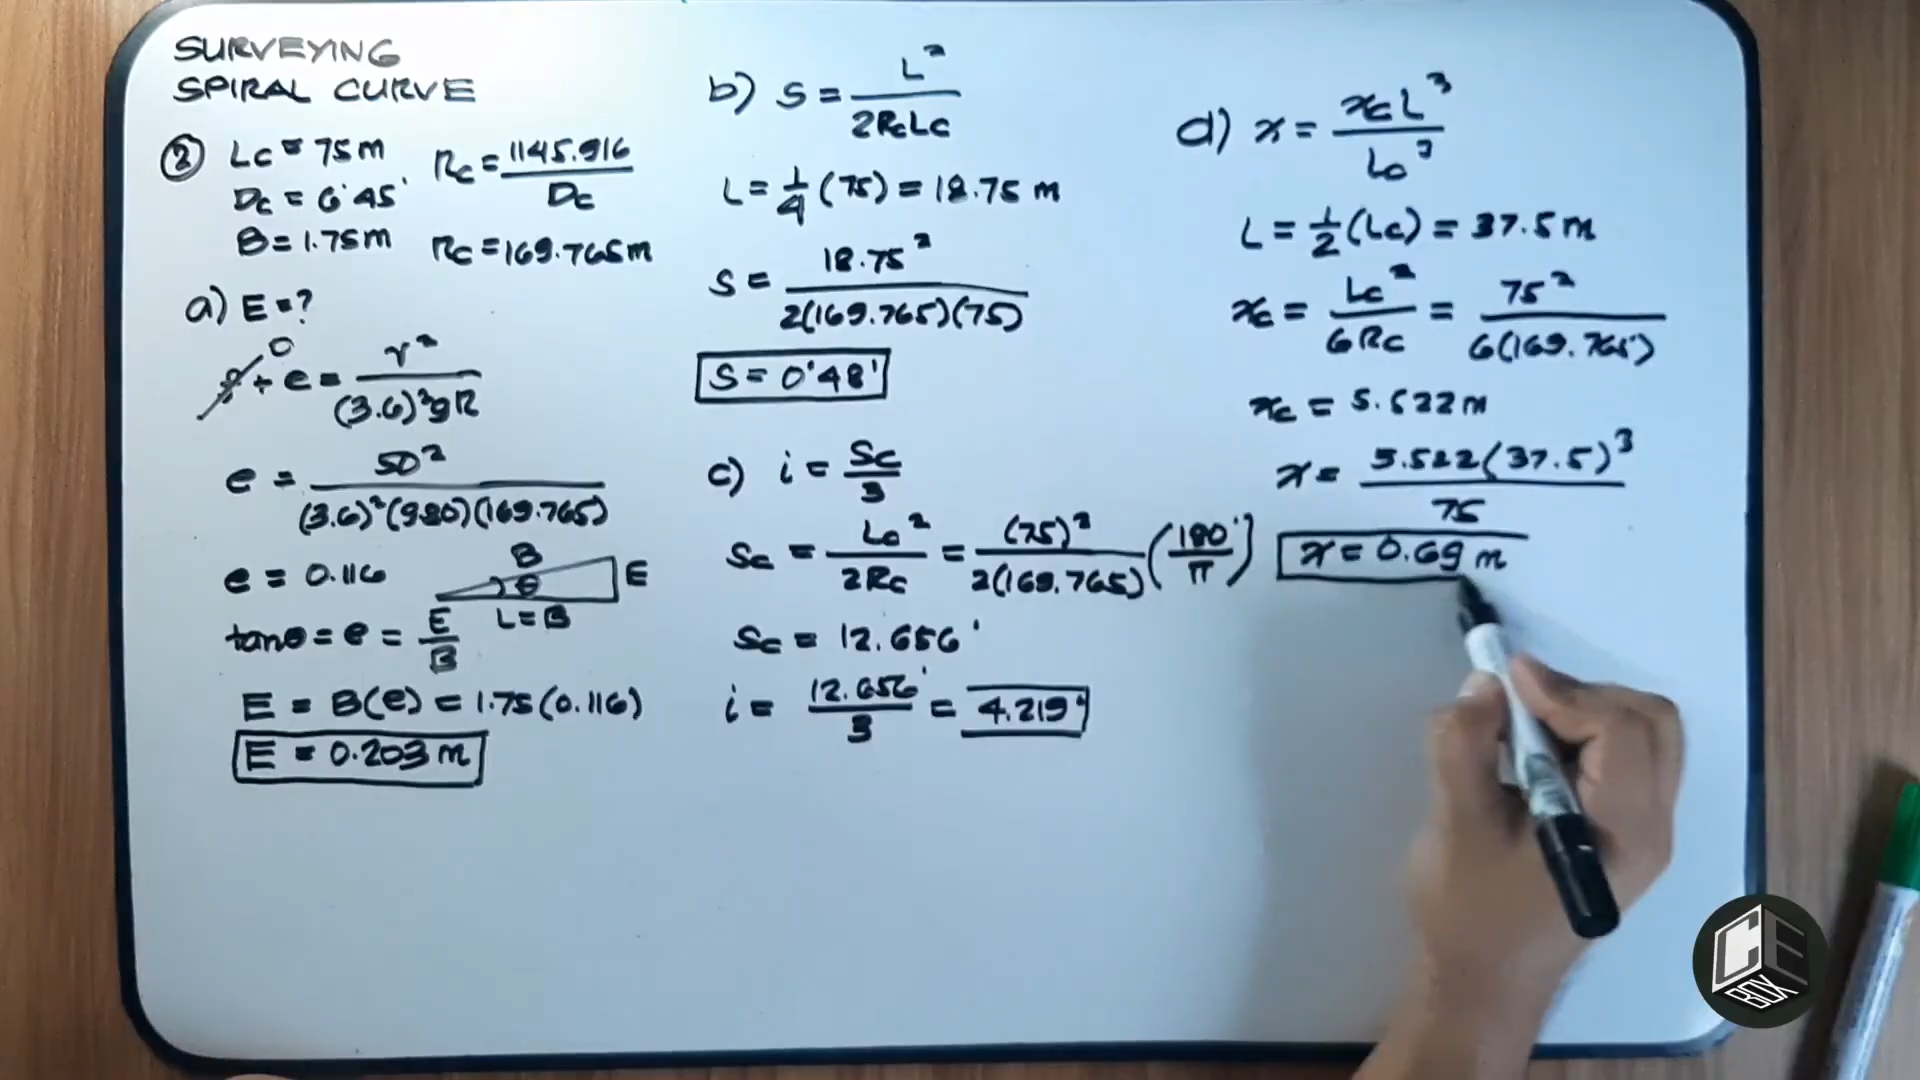 SURVEYING
SPIRAL CURVE
② Lc = 75m
Dc = 6°45'
B = 1.75m
Rc = 1145.916 / Dc
Rc = 169.765m
a) E = ?
+ e = v² / (3.6)²gR
0
e = 50² / (3.6)²(9.80)(169.765)
e = 0.116
B
θ
E
L = B
tanθ = e = E / B
E = B(e) = 1.75(0.116)
E = 0.203 m
b) S = L² / 2RcLc
L = 1/4 (75) = 18.75 m
S = 18.75² / 2(169.765)(75)
S = 0°48'
c) i = Sc / 3
Sc = Lc² / 2Rc = (75)² / 2(169.765) (180° / π)
Sc = 12.656°
i = 12.656° / 3 = 4.219°
d) x = xc L³ / Lc³
L = 1/2 (Lc) = 37.5m
xc = Lc² / 6Rc = 75² / 6(169.765)
xc = 5.522m
x = 5.522(37.5)³ / 75
x = 0.69 m
CE
BOX